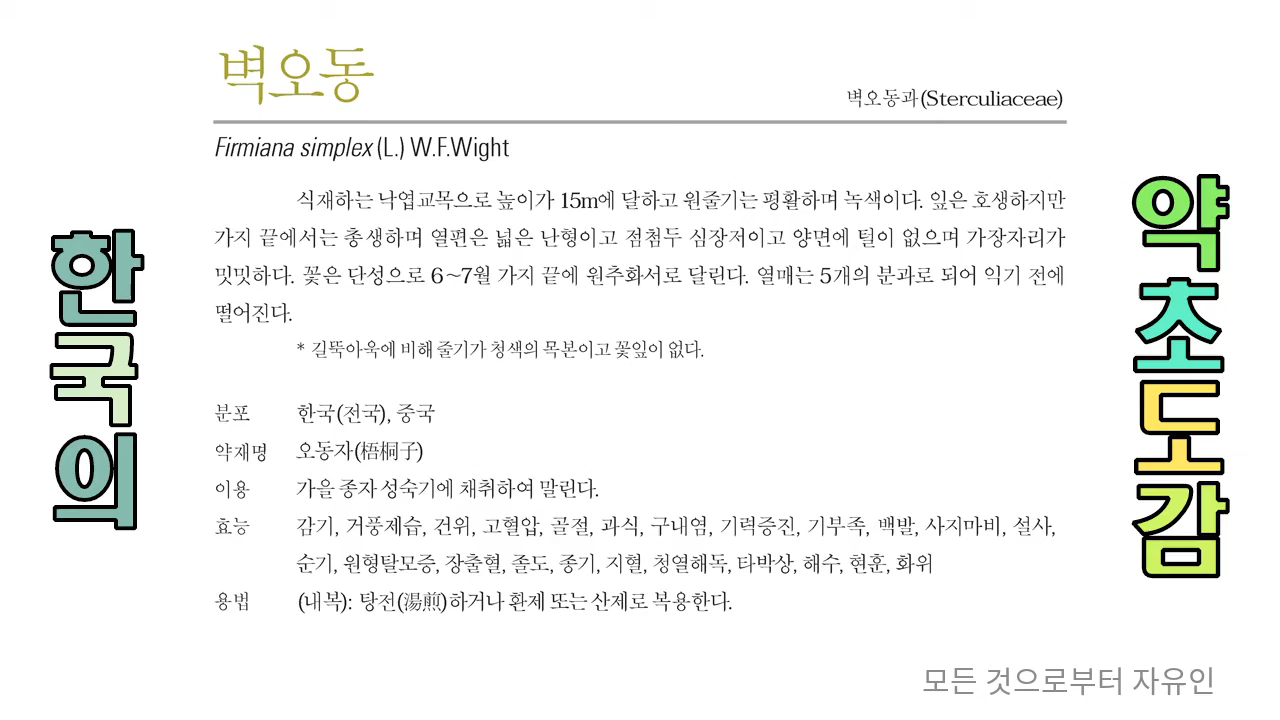 벽오동
벽오동과(Sterculiaceae)
Firmiana simplex (L.) W.F.Wight
식재하는 낙엽교목으로 높이가 15m에 달하고 원줄기는 평활하며 녹색이다. 잎은 호생하지만
가지 끝에서는 총생하며 열편은 넓은 난형이고 점첨두 심장저이고 양면에 털이 없으며 가장자리가
밋밋하다. 꽃은 단성으로 6~7월 가지 끝에 원추화서로 달린다. 열매는 5개의 분과로 되어 익기 전에
떨어진다.
* 길뚝아욱에 비해 줄기가 청색의 목본이고 꽃잎이 없다.
분포 한국(전국), 중국
약재명 오동자(梧桐子)
이용 가을 종자 성숙기에 채취하여 말린다.
효능 감기, 거풍제습, 건위, 고혈압, 골절, 과식, 구내염, 기력증진, 기부족, 백발, 사지마비, 설사,
순기, 원형탈모증, 장출혈, 졸도, 종기, 지혈, 청열해독, 타박상, 해수, 현훈, 화위
용법 (내복): 탕전(湯煎)하거나 환제 또는 산제로 복용한다.
한국의
약초도감
모든 것으로부터 자유인